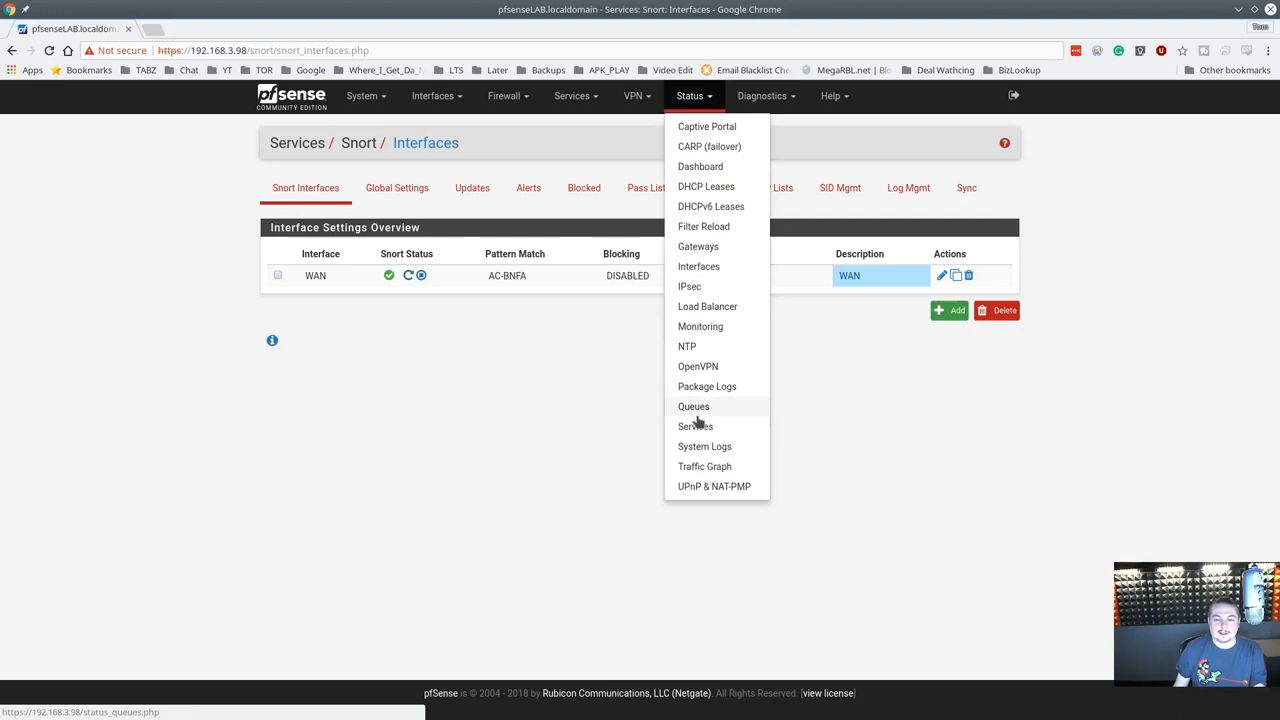 pfsenseLAB.localdomain - Services: Snort: Interfaces - Google Chrome
pfsenseLAB.localdom
Tom
Not secure https://192.168.3.98/snort/snort_interfaces.php
Apps Bookmarks TABZ Chat YT TOR Google Where_I_Get_Da_ LTS Later Backups APK_PLAY Video Edit Email Blacklist Che MegaRBL.net - Deal Wathcing BizLookup Other bookmarks
pfsense COMMUNITY EDITION
System Interfaces Firewall Services VPN Status Diagnostics Help
Services / Snort / Interfaces
Snort Interfaces Global Settings Updates Alerts Blocked Pass List Lists SID Mgmt Log Mgmt Sync
Interface Settings Overview
Interface Snort Status Pattern Match Blocking Description Actions
WAN AC-BNFA DISABLED WAN
Add Delete
Captive Portal
CARP (failover)
Dashboard
DHCP Leases
DHCPv6 Leases
Filter Reload
Gateways
Interfaces
IPsec
Load Balancer
Monitoring
NTP
OpenVPN
Package Logs
Queues
Services
System Logs
Traffic Graph
UPnP & NAT-PMP
pfSense is © 2004 - 2018 by Rubicon Communications, LLC (Netgate). All Rights Reserved. [view license]
https://192.168.3.98/status_queues.php